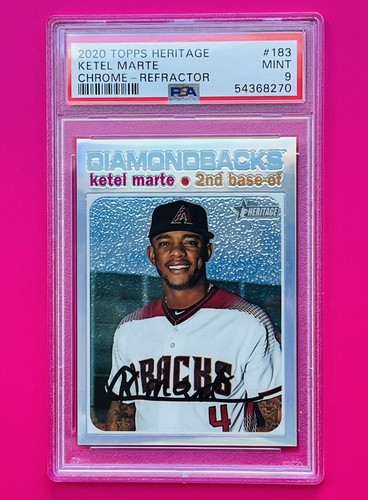 2020 TOPPS HERITAGE #183
KETEL MARTE MINT
CHROME-REFRACTOR 9
PSA 54368270
DIAMONDBACKS
ketel marte • 2nd base-of
HERITAGE
A
D BACKS
4